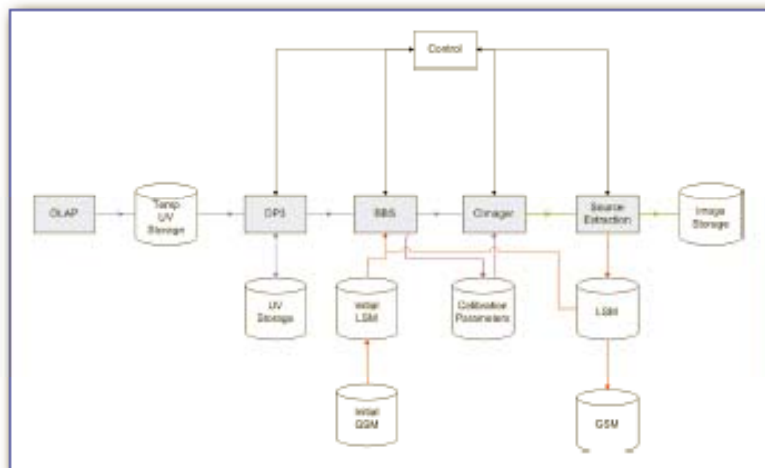 Control
OLAP
Temp
UV
Storage
DP3
BBS
CImager
Source
Extraction
Image
Storage
UV
Storage
Initial
LSM
Calibration
Parameters
LSM
Initial
GSM
GSM